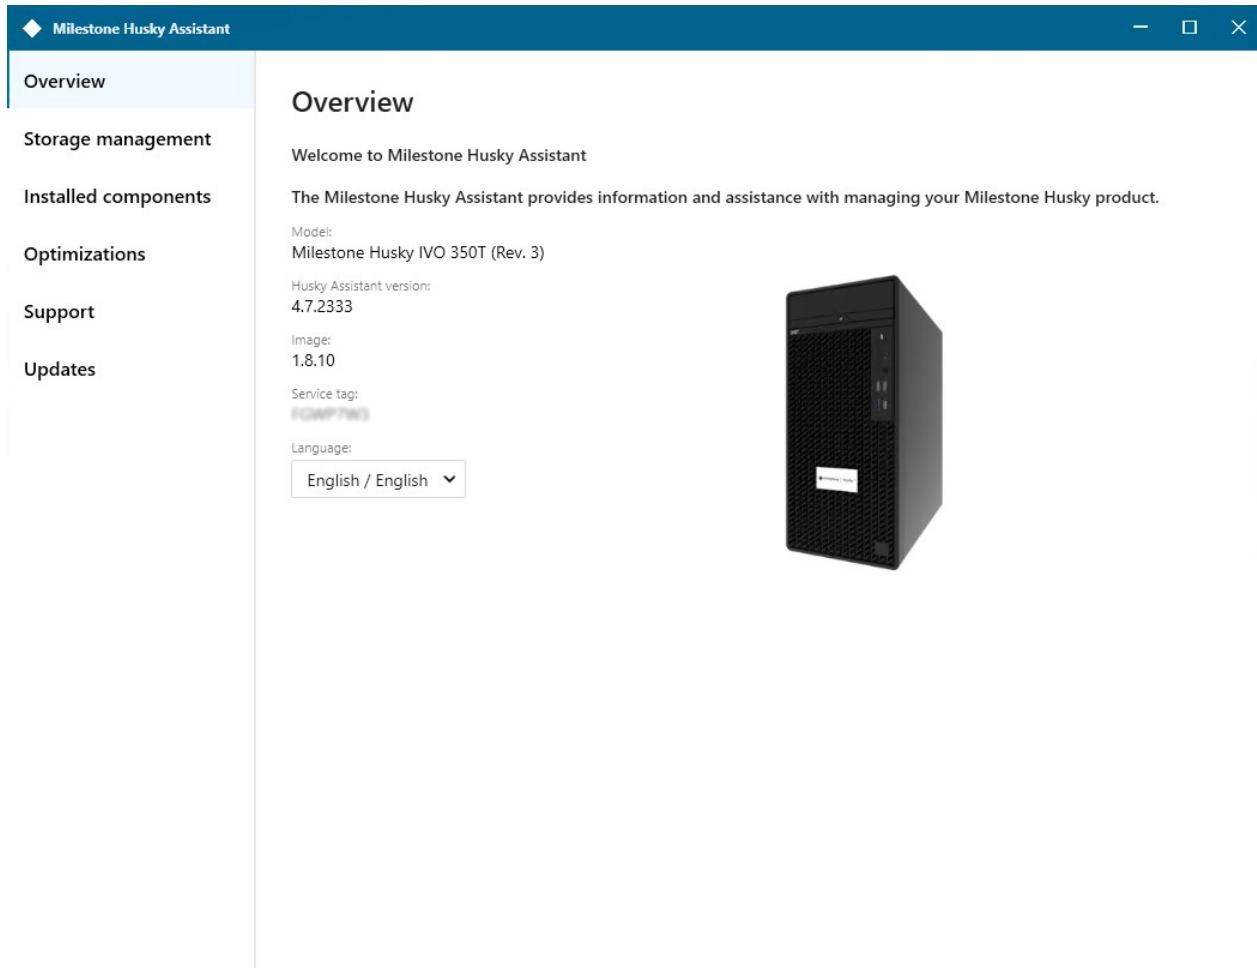 Milestone Husky Assistant
Overview
Storage management
Installed components
Optimizations
Support
Updates
Overview
Welcome to Milestone Husky Assistant
The Milestone Husky Assistant provides information and assistance with managing your Milestone Husky product.
Model:
Milestone Husky IVO 350T (Rev. 3)
Husky Assistant version:
4.7.2333
Image:
1.8.10
Service tag:
Language:
English / English